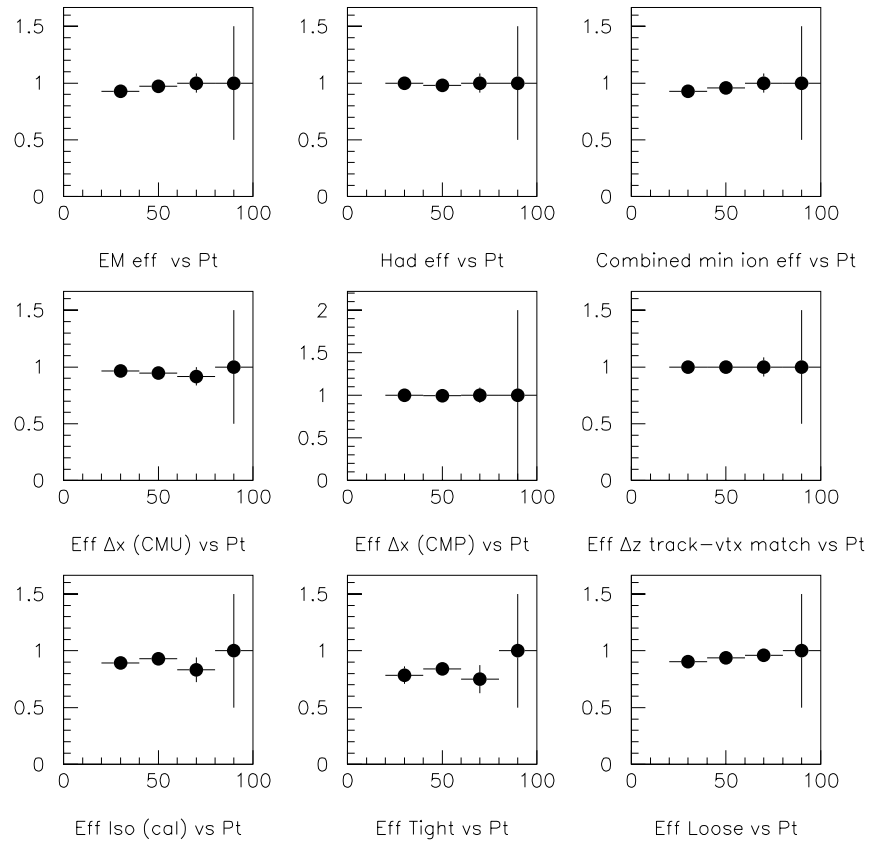 1.5 1.5 1.5
1 1 1
0.5 0.5 0.5
0 0 0
0 50 100 0 50 100 0 50 100
EM eff vs Pt Had eff vs Pt Combined min ion eff vs Pt
1.5 2 1.5
1 1.5 1
0.5 1 0.5
0 0.5 0
0
0 50 100 0 50 100 0 50 100
Eff Δx (CMU) vs Pt Eff Δx (CMP) vs Pt Eff Δz track−vtx match vs Pt
1.5 1.5 1.5
1 1 1
0.5 0.5 0.5
0 0 0
0 50 100 0 50 100 0 50 100
Eff Iso (cal) vs Pt Eff Tight vs Pt Eff Loose vs Pt